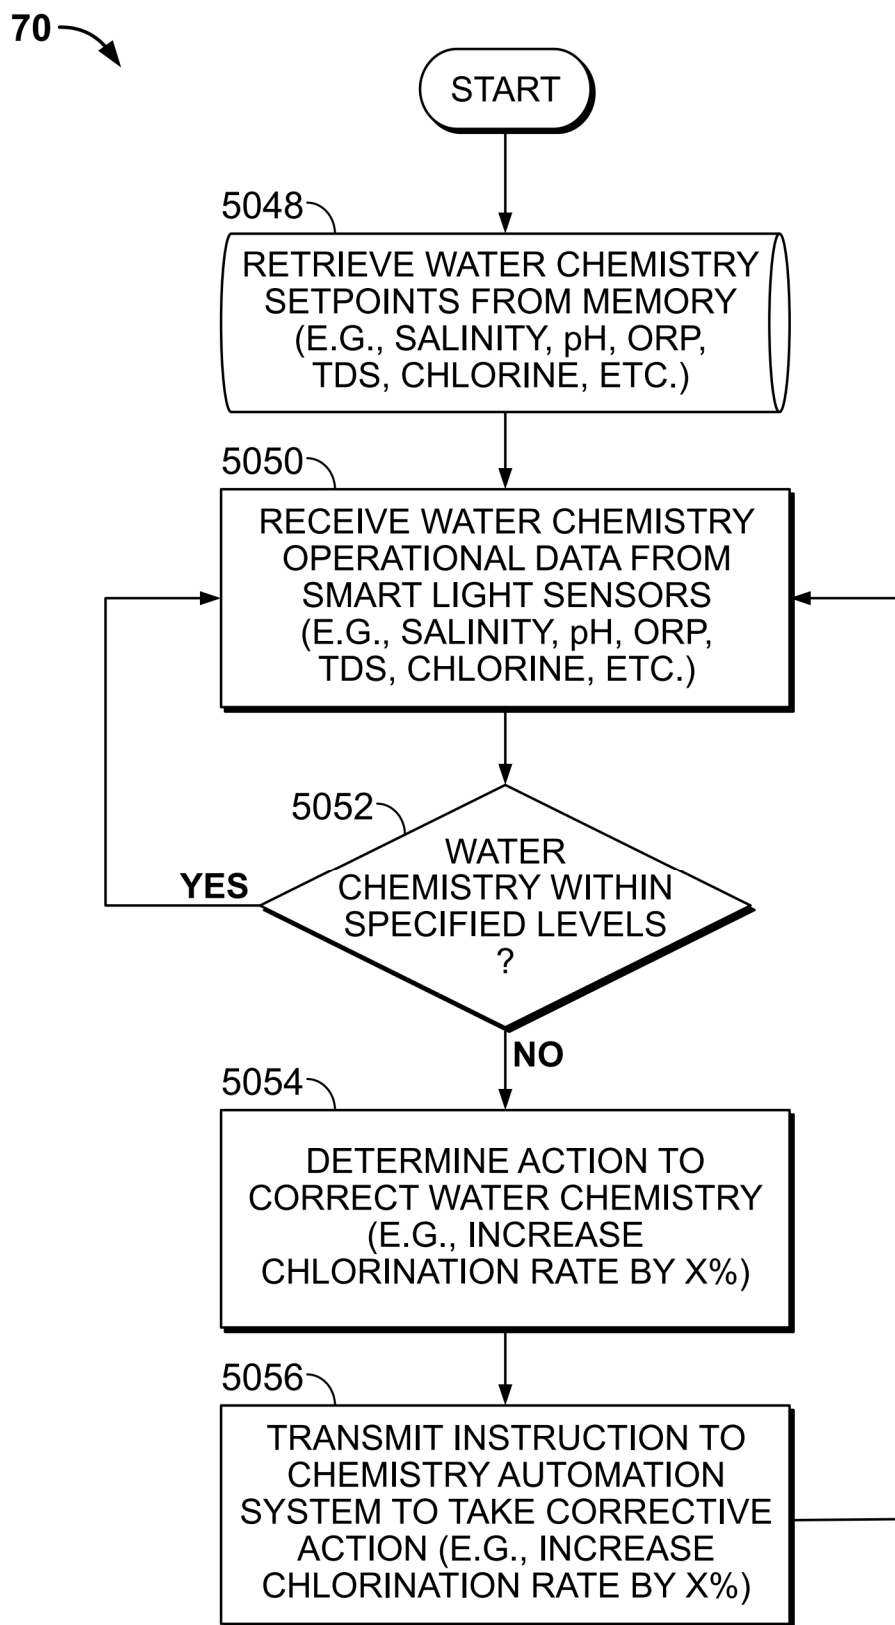 70
START
5048
RETRIEVE WATER CHEMISTRY
SETPOINTS FROM MEMORY
(E.G., SALINITY, pH, ORP,
TDS, CHLORINE, ETC.)
5050
RECEIVE WATER CHEMISTRY
OPERATIONAL DATA FROM
SMART LIGHT SENSORS
(E.G., SALINITY, pH, ORP,
TDS, CHLORINE, ETC.)
5052
WATER
CHEMISTRY WITHIN
SPECIFIED LEVELS
?
YES
NO
5054
DETERMINE ACTION TO
CORRECT WATER CHEMISTRY
(E.G., INCREASE
CHLORINATION RATE BY X%)
5056
TRANSMIT INSTRUCTION TO
CHEMISTRY AUTOMATION
SYSTEM TO TAKE CORRECTIVE
ACTION (E.G., INCREASE
CHLORINATION RATE BY X%)